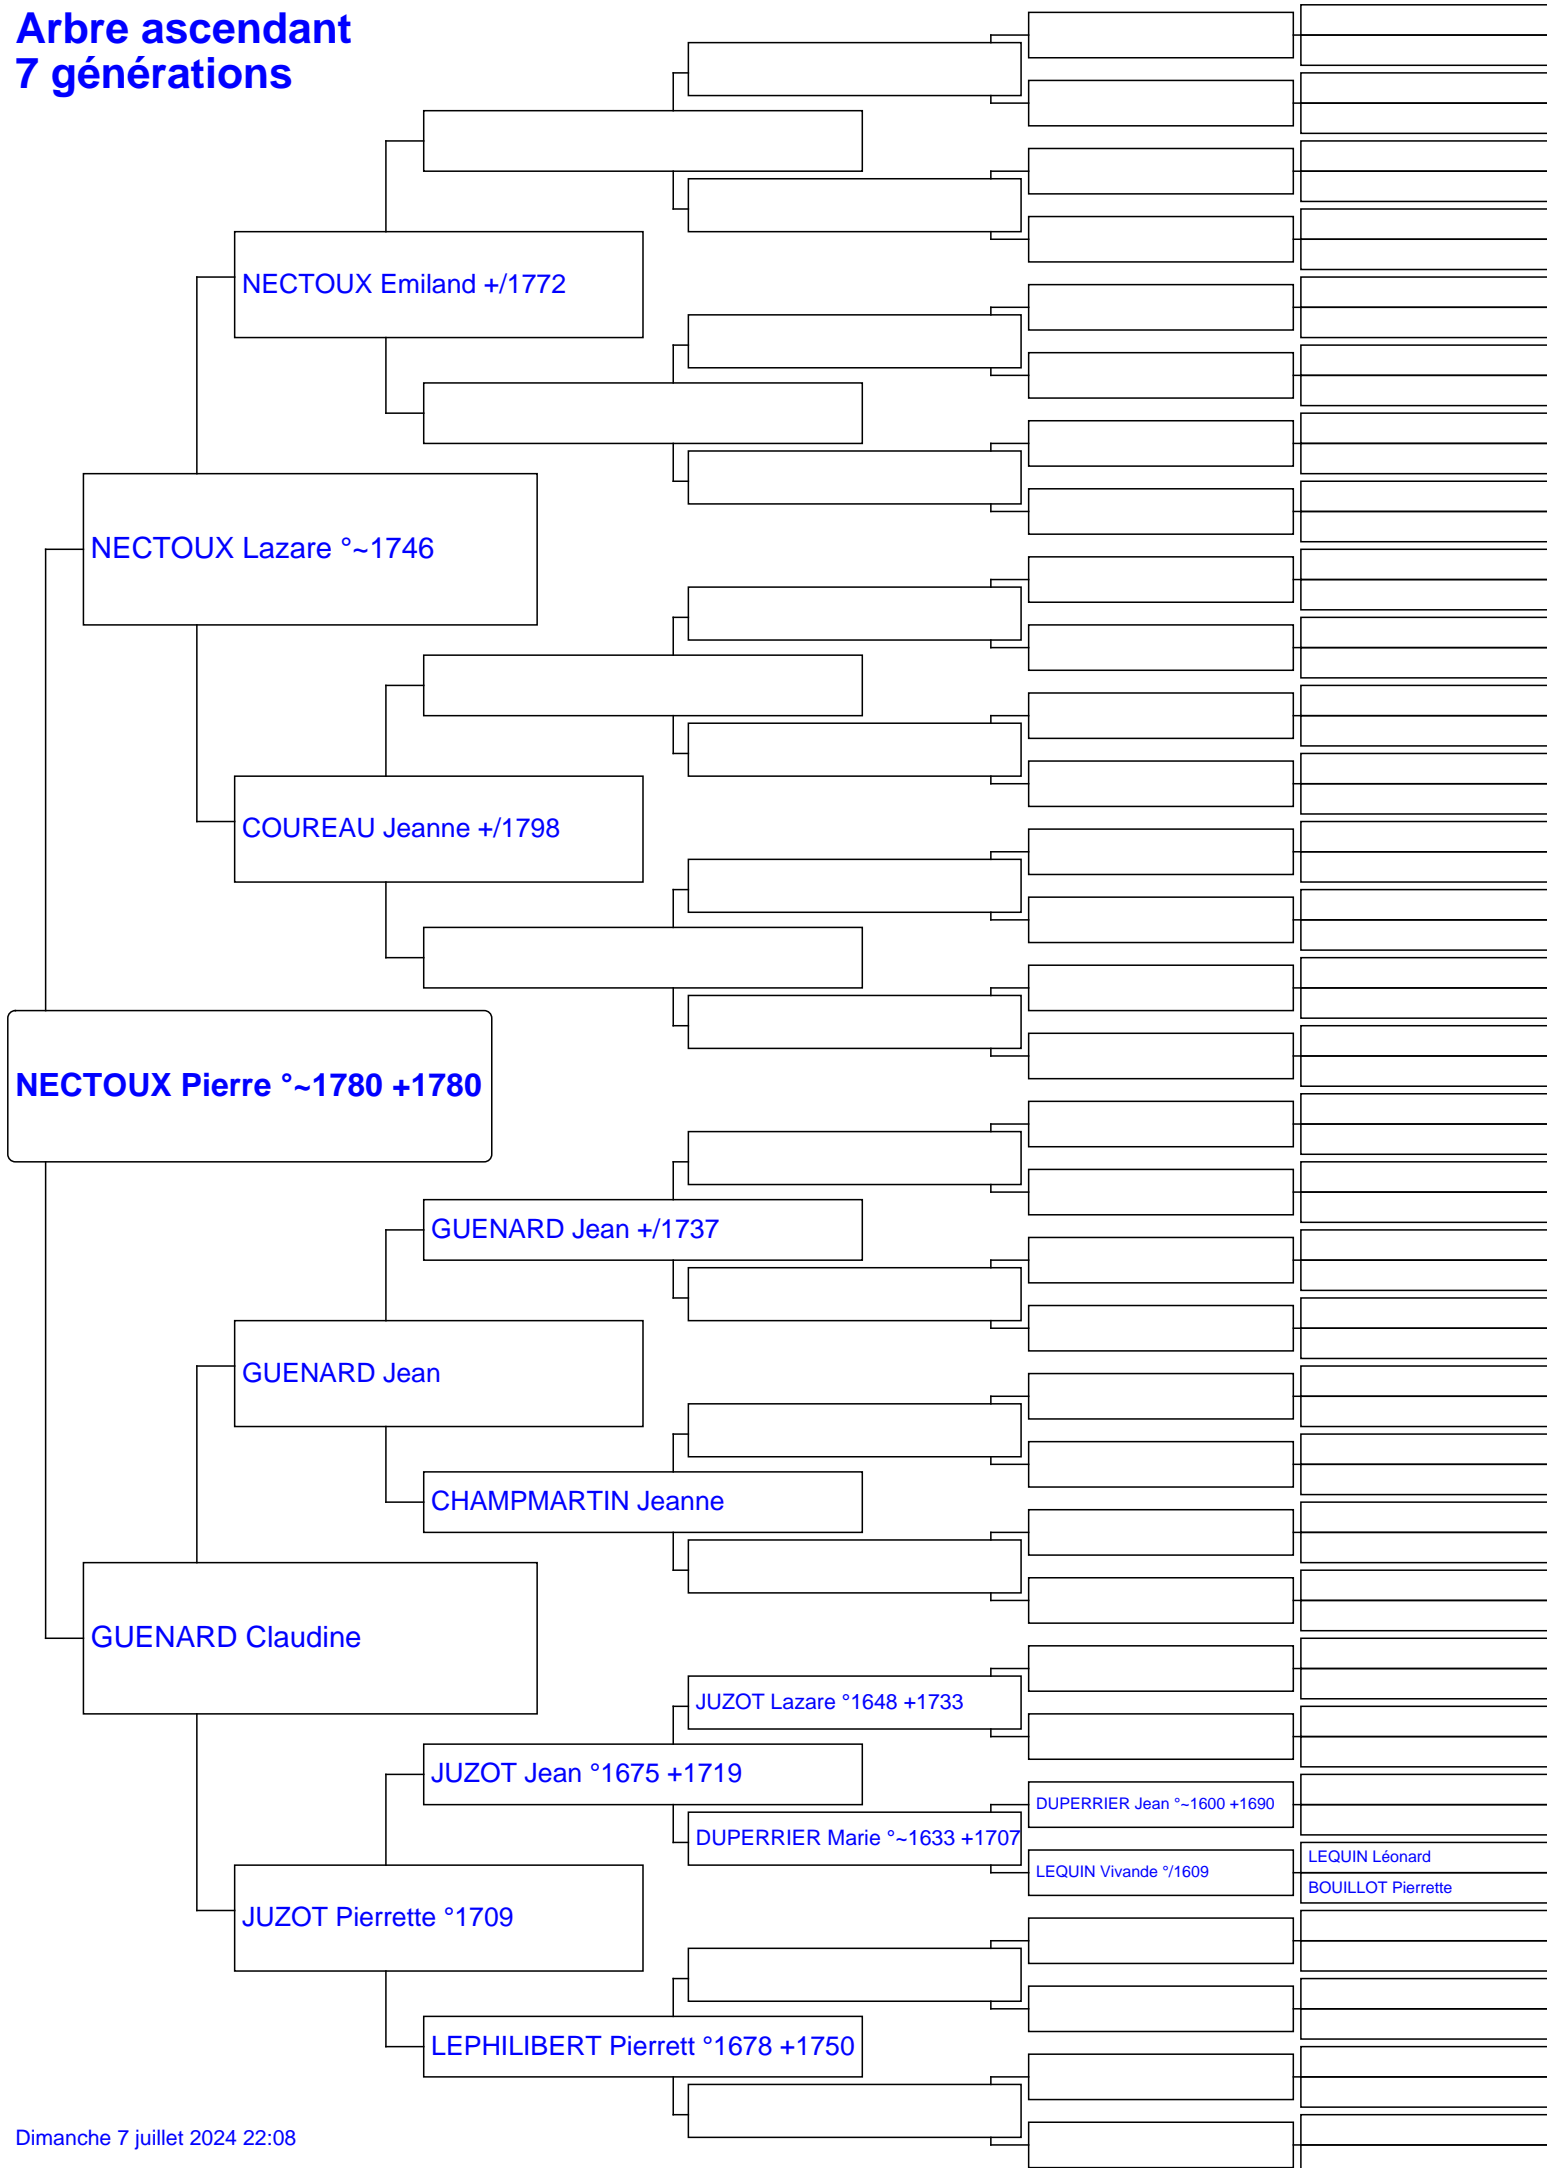 Arbre ascendant
7 générations
NECTOUX Emiland +/1772
NECTOUX Lazare °~1746
COUREAU Jeanne +/1798
NECTOUX Pierre °~1780 +1780
GUENARD Jean +/1737
GUENARD Jean
CHAMPMARTIN Jeanne
GUENARD Claudine
JUZOT Lazare °1648 +1733
JUZOT Jean °1675 +1719
DUPERRIER Jean °~1600 +1690
DUPERRIER Marie °~1633 +1707
LEQUIN Léonard
LEQUIN Vivande °/1609
BOUILLOT Pierrette
JUZOT Pierrette °1709
LEPHILIBERT Pierrett °1678 +1750
Dimanche 7 juillet 2024 22:08